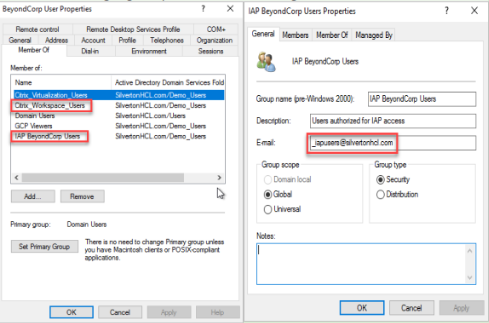 BeyondCorp User Properties
? ×
Remote control Remote Desktop Services Profile COM+
General Address Account Profile Telephones Organization
Member Of Dial-in Environment Sessions
Member of:
Name Active Directory Domain Services Fold
Citrix_Virtualization_Users SilvertonHCL.com/Demo_Users
Citrix_Workspace_Users SilvertonHCL.com/Demo_Users
Domain Users SilvertonHCL.com/Users
GCP Viewers SilvertonHCL.com/Demo_Users
IAP BeyondCorp Users SilvertonHCL.com/Demo_Users
Add... Remove
Primary group: Domain Users
Set Primary Group
There is no need to change Primary group unless
you have Macintosh clients or POSIX-compliant
applications.
OK Cancel Apply Help
IAP BeyondCorp Users Properties
? ×
General Members Member Of Managed By
IAP BeyondCorp Users
Group name (pre-Windows 2000): IAP BeyondCorp Users
Description: Users authorized for IAP access
E-mail: _iapusers@silvertonhcl.com
Group scope
Domain local
Global
Universal
Group type
Security
Distribution
Notes:
OK Cancel Apply